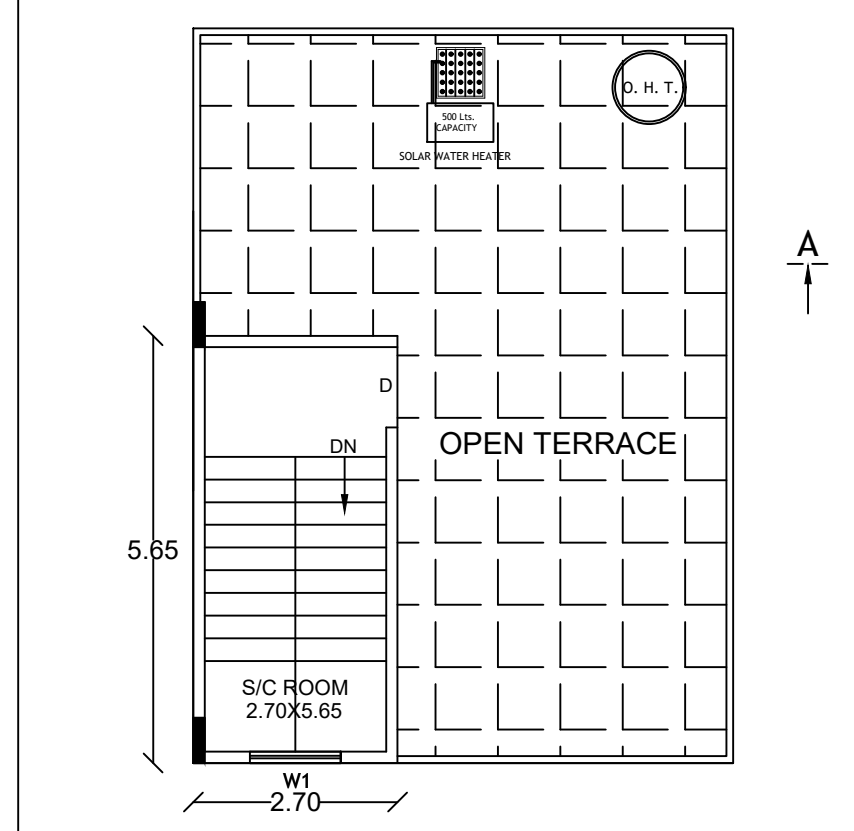 O. H. T.
500 Lts.
CAPACITY
SOLAR WATER HEATER
A
D
OPEN TERRACE
DN
5.65
S/C ROOM
2.70X5.65
W1
2.70